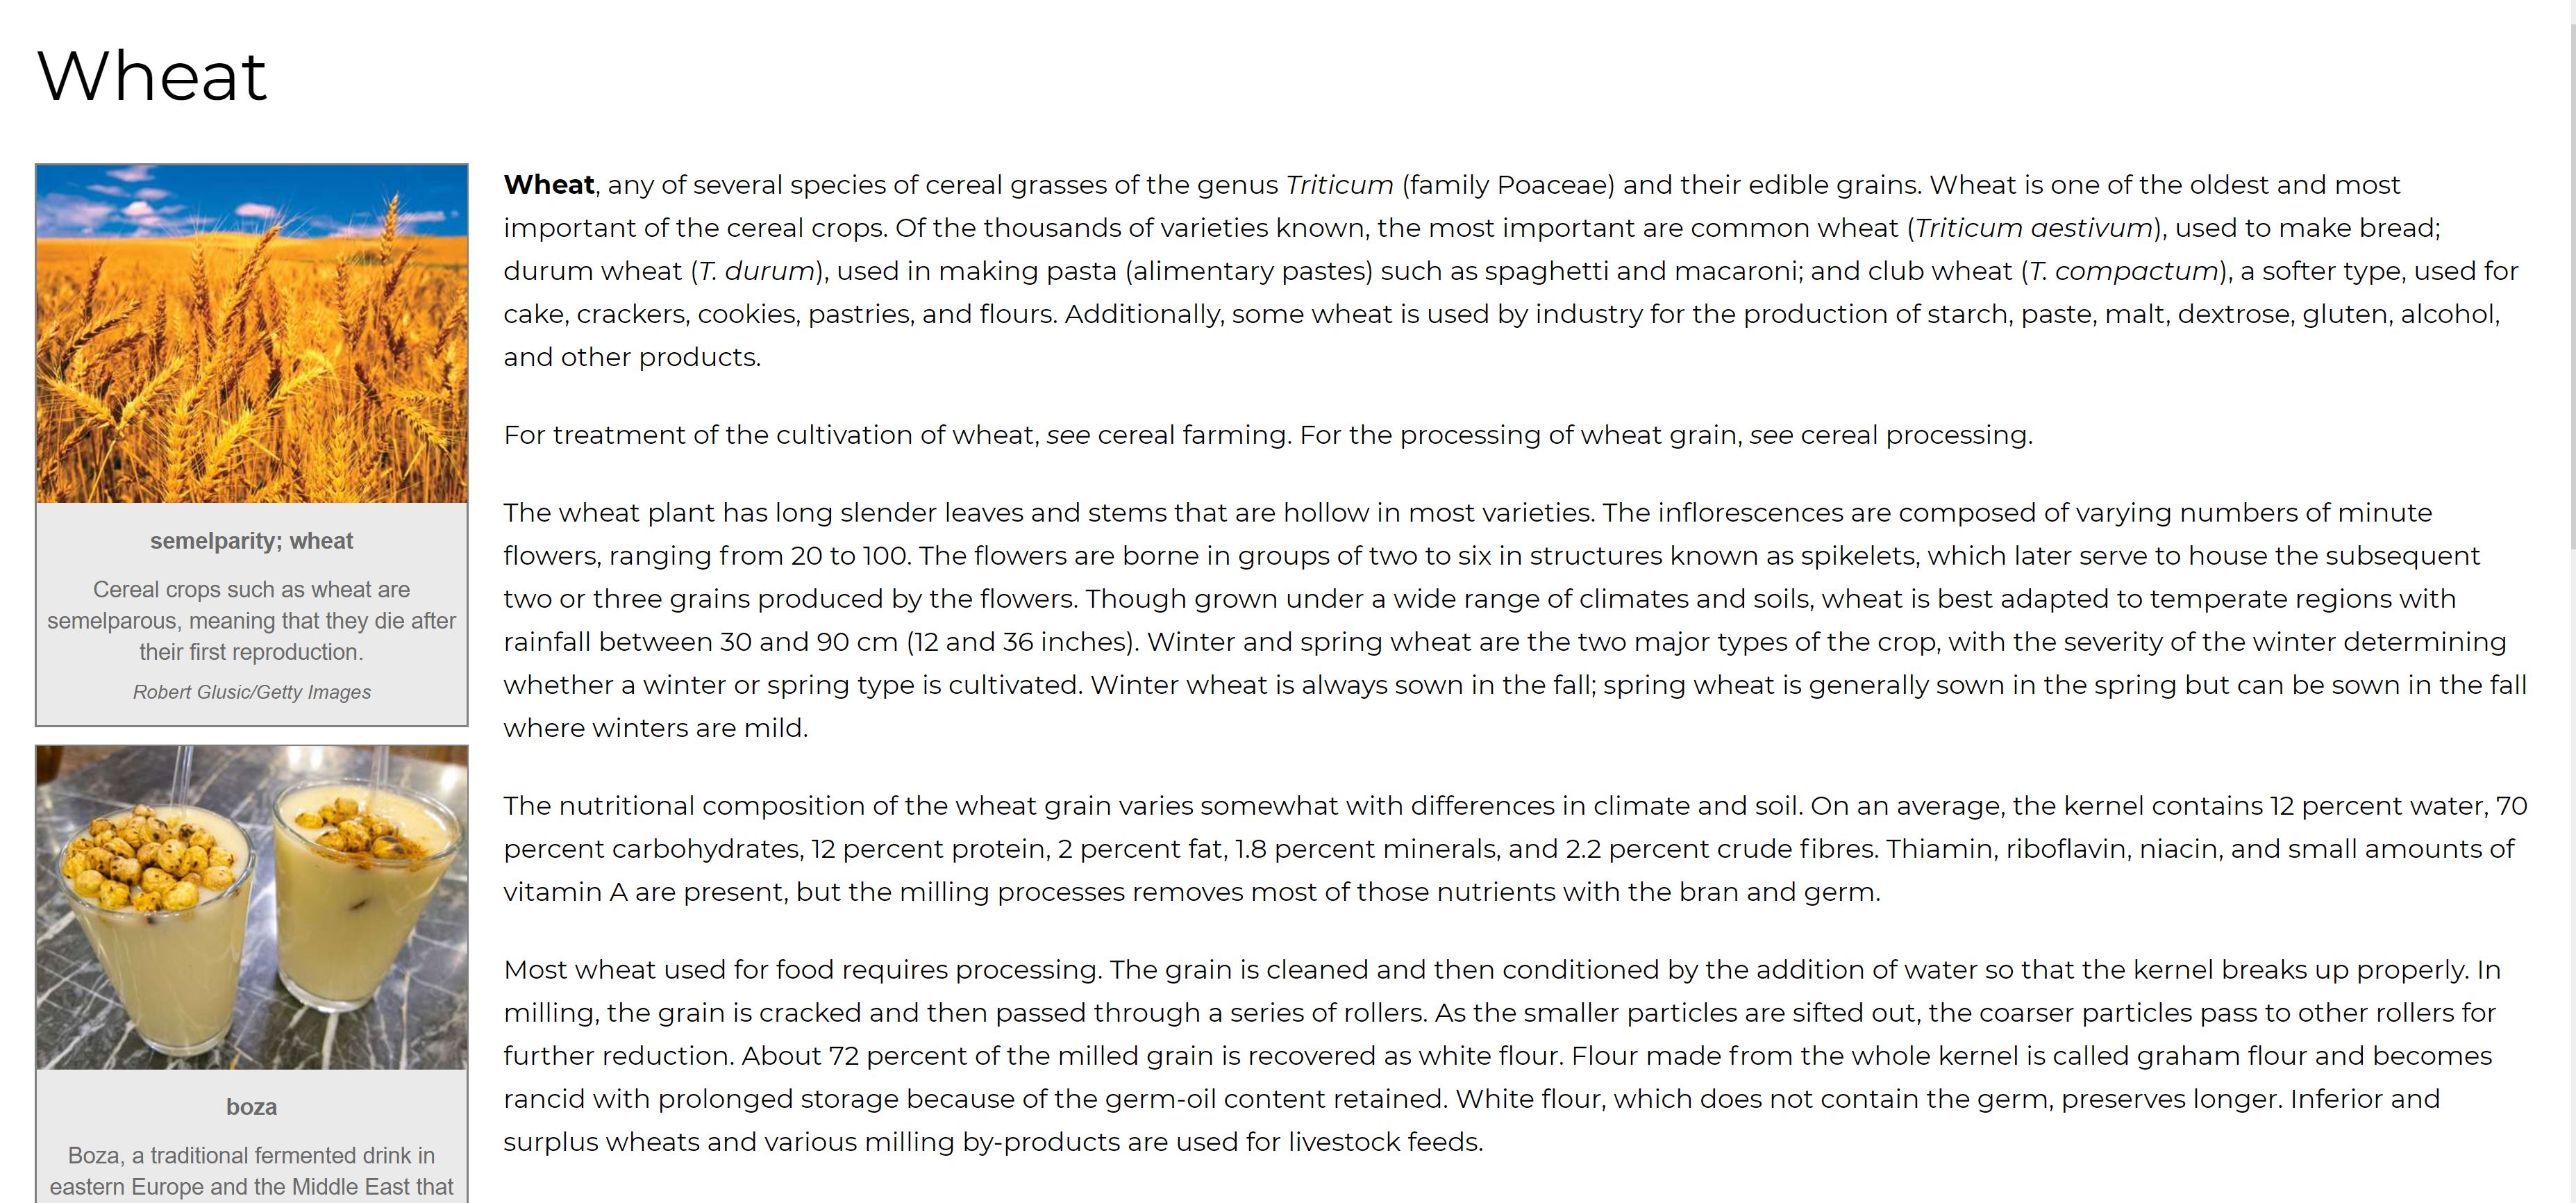 Wheat
semelparity; wheat
Cereal crops such as wheat are
semelparous, meaning that they die after
their first reproduction.
Robert Glusic/Getty Images
boza
Boza, a traditional fermented drink in
eastern Europe and the Middle East that
Wheat, any of several species of cereal grasses of the genus Triticum (family Poaceae) and their edible grains. Wheat is one of the oldest and most
important of the cereal crops. Of the thousands of varieties known, the most important are common wheat (Triticum aestivum), used to make bread;
durum wheat (T. durum), used in making pasta (alimentary pastes) such as spaghetti and macaroni; and club wheat (T. compactum), a softer type, used for
cake, crackers, cookies, pastries, and flours. Additionally, some wheat is used by industry for the production of starch, paste, malt, dextrose, gluten, alcohol,
and other products.
For treatment of the cultivation of wheat, see cereal farming. For the processing of wheat grain, see cereal processing.
The wheat plant has long slender leaves and stems that are hollow in most varieties. The inflorescences are composed of varying numbers of minute
flowers, ranging from 20 to 100. The flowers are borne in groups of two to six in structures known as spikelets, which later serve to house the subsequent
two or three grains produced by the flowers. Though grown under a wide range of climates and soils, wheat is best adapted to temperate regions with
rainfall between 30 and 90 cm (12 and 36 inches). Winter and spring wheat are the two major types of the crop, with the severity of the winter determining
whether a winter or spring type is cultivated. Winter wheat is always sown in the fall; spring wheat is generally sown in the spring but can be sown in the fall
where winters are mild.
The nutritional composition of the wheat grain varies somewhat with differences in climate and soil. On an average, the kernel contains 12 percent water, 70
percent carbohydrates, 12 percent protein, 2 percent fat, 1.8 percent minerals, and 2.2 percent crude fibres. Thiamin, riboflavin, niacin, and small amounts of
vitamin A are present, but the milling processes removes most of those nutrients with the bran and germ.
Most wheat used for food requires processing. The grain is cleaned and then conditioned by the addition of water so that the kernel breaks up properly. In
milling, the grain is cracked and then passed through a series of rollers. As the smaller particles are sifted out, the coarser particles pass to other rollers for
further reduction. About 72 percent of the milled grain is recovered as white flour. Flour made from the whole kernel is called graham flour and becomes
rancid with prolonged storage because of the germ-oil content retained. White flour, which does not contain the germ, preserves longer. Inferior and
surplus wheats and various milling by-products are used for livestock feeds.